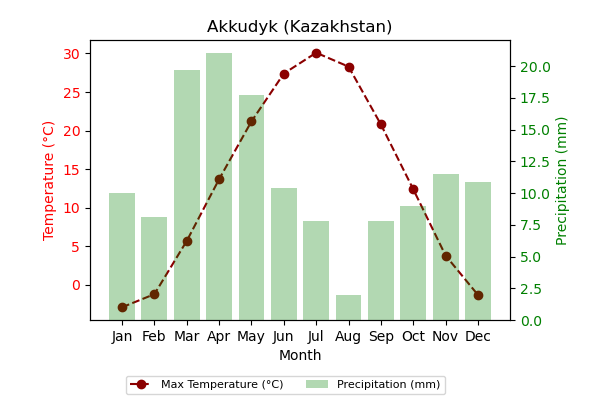 Akkudyk (Kazakhstan)
30
25
20
15
10
5
0
Temperature (°C)
20.0
17.5
15.0
12.5
10.0
7.5
5.0
2.5
0.0
Precipitation (mm)
Jan Feb Mar Apr May Jun Jul Aug Sep Oct Nov Dec
Month
Max Temperature (°C) Precipitation (mm)